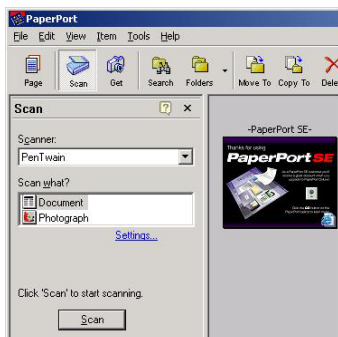 PaperPort
File Edit View Item Tools Help
Page Scan Get Search Folders Move To Copy To Dele
Scan
Scanner:
PenTwain
Scan what?
Document
Photograph
Settings...
Click 'Scan' to start scanning.
Scan
-PaperPort SE-
Thanks for using
PaperPort SE